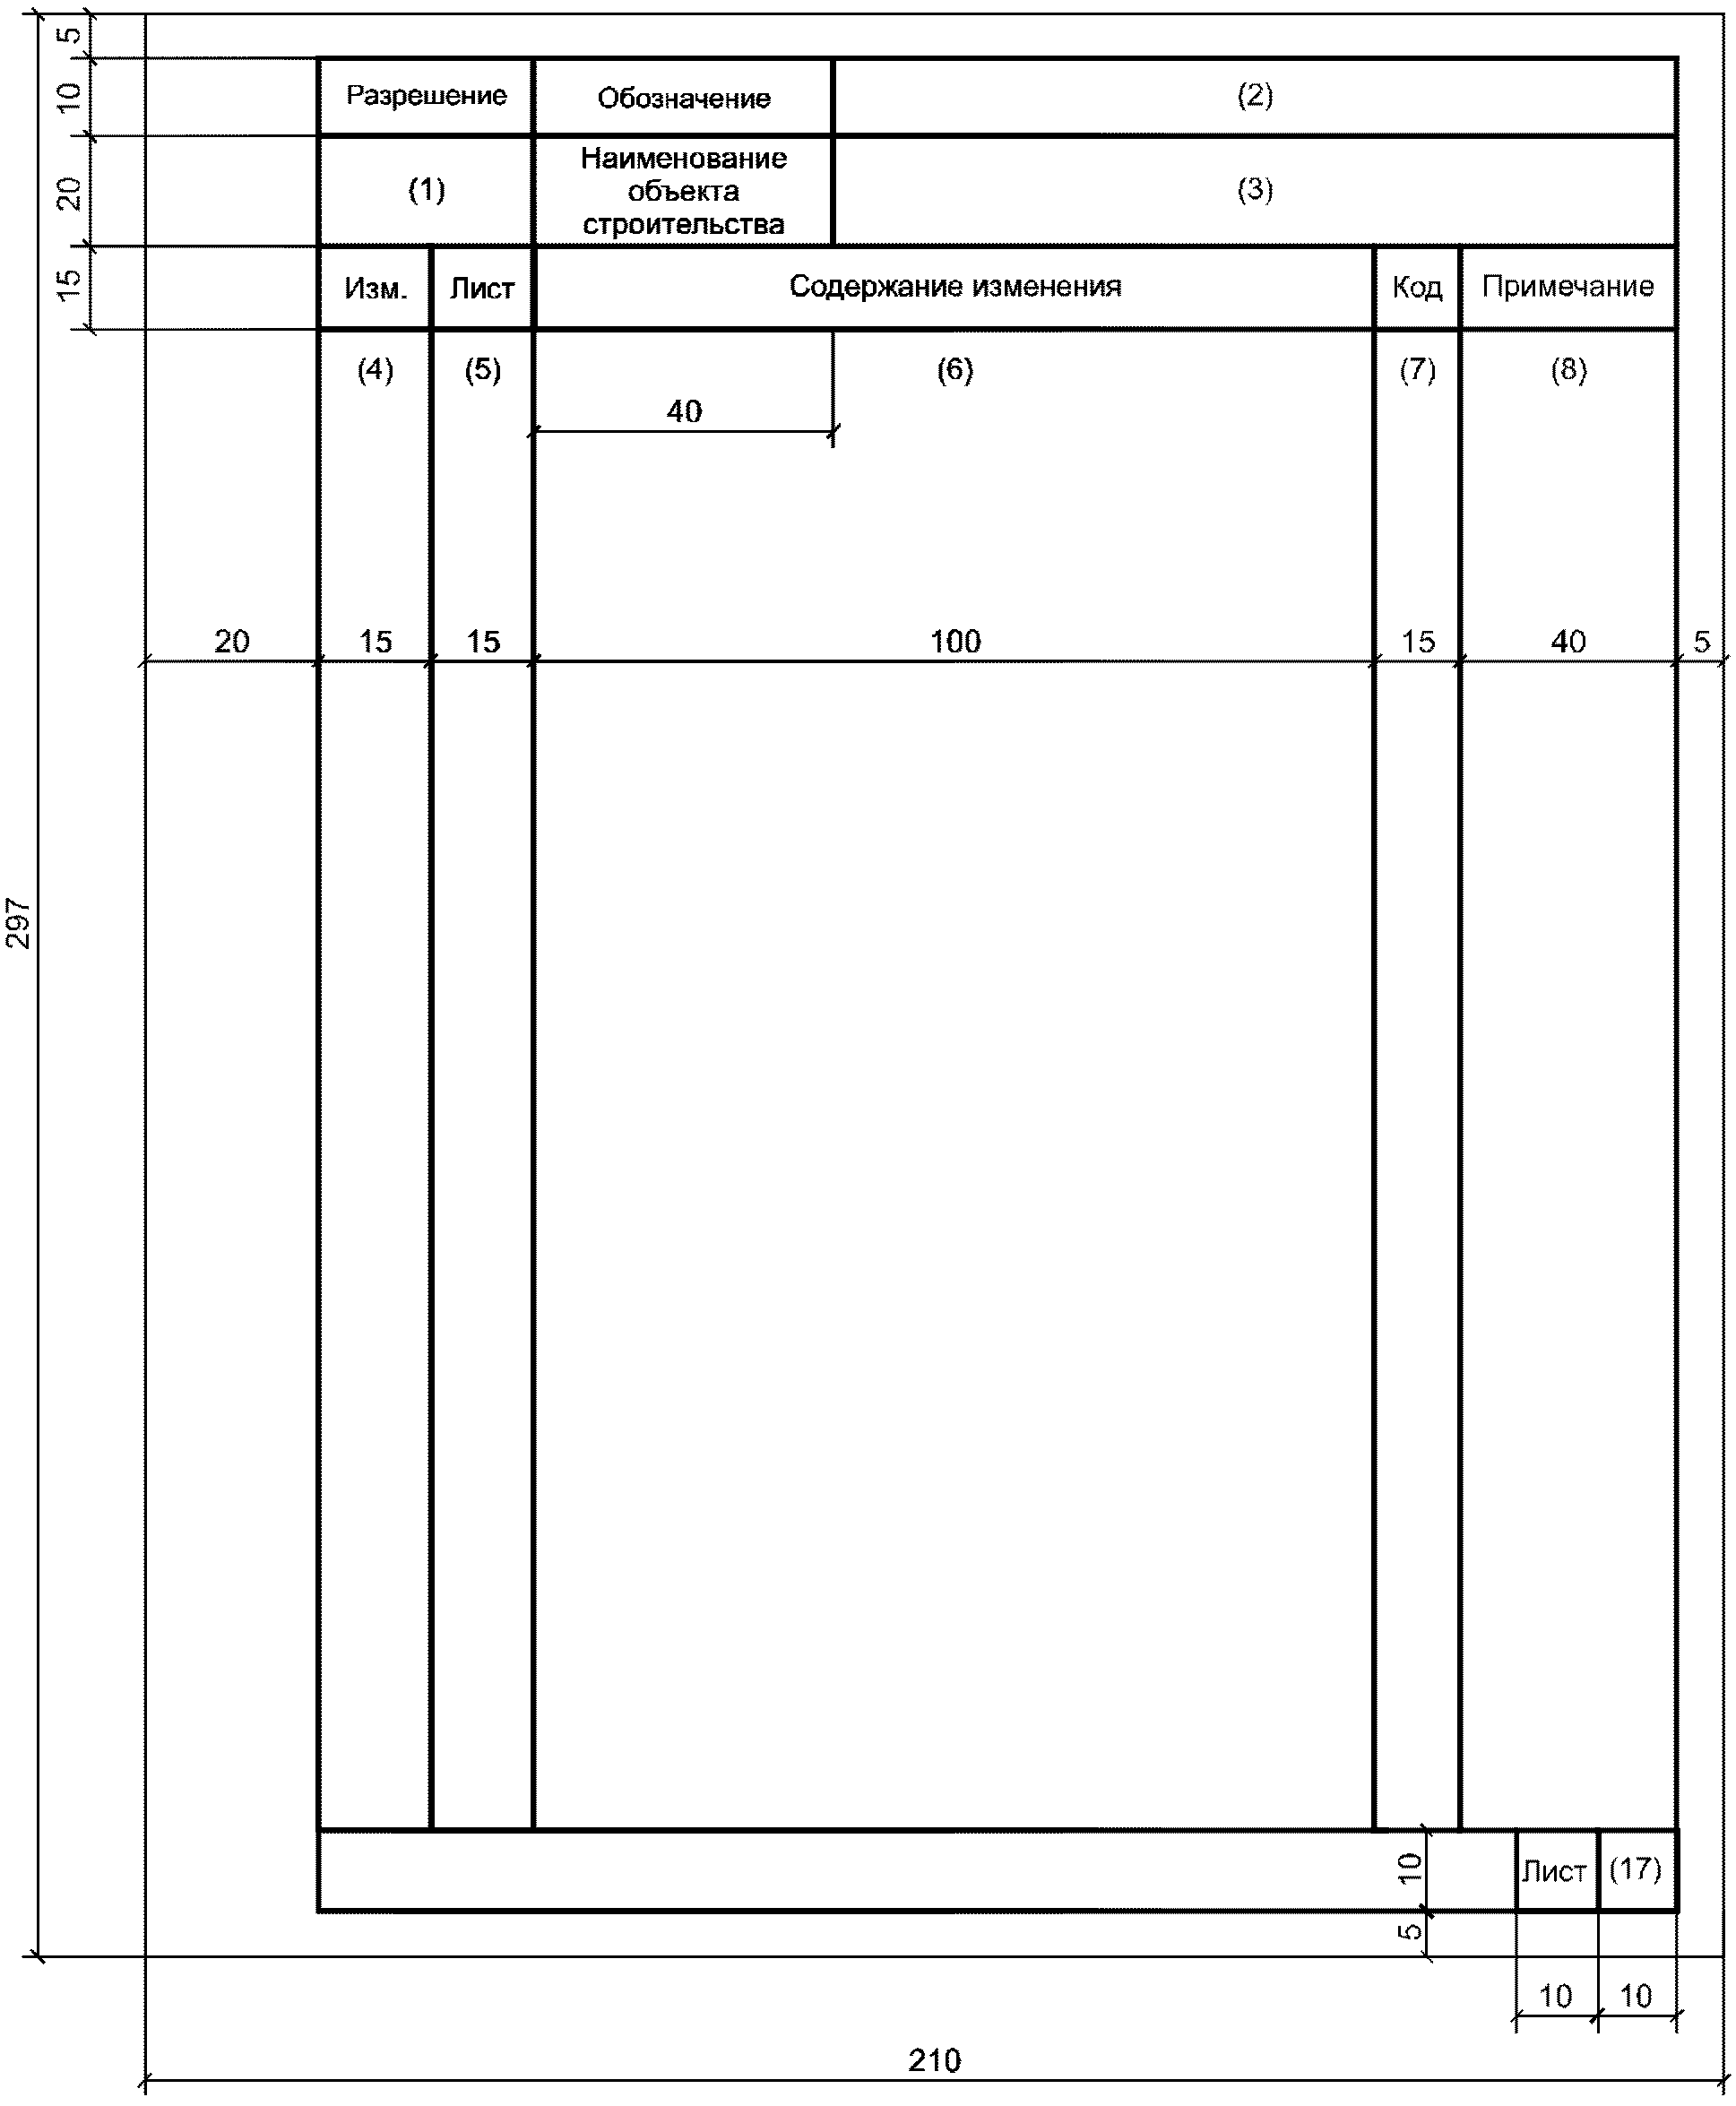 5
10
Разрешение
Обозначение
(2)
20
(1)
Наименование
объекта
строительства
(3)
15
Изм.
Лист
Содержание изменения
Код
Примечание
(4)
(5)
(6)
(7)
(8)
40
20
15
15
100
15
40
5
297
10
Лист
(17)
5
10
10
210